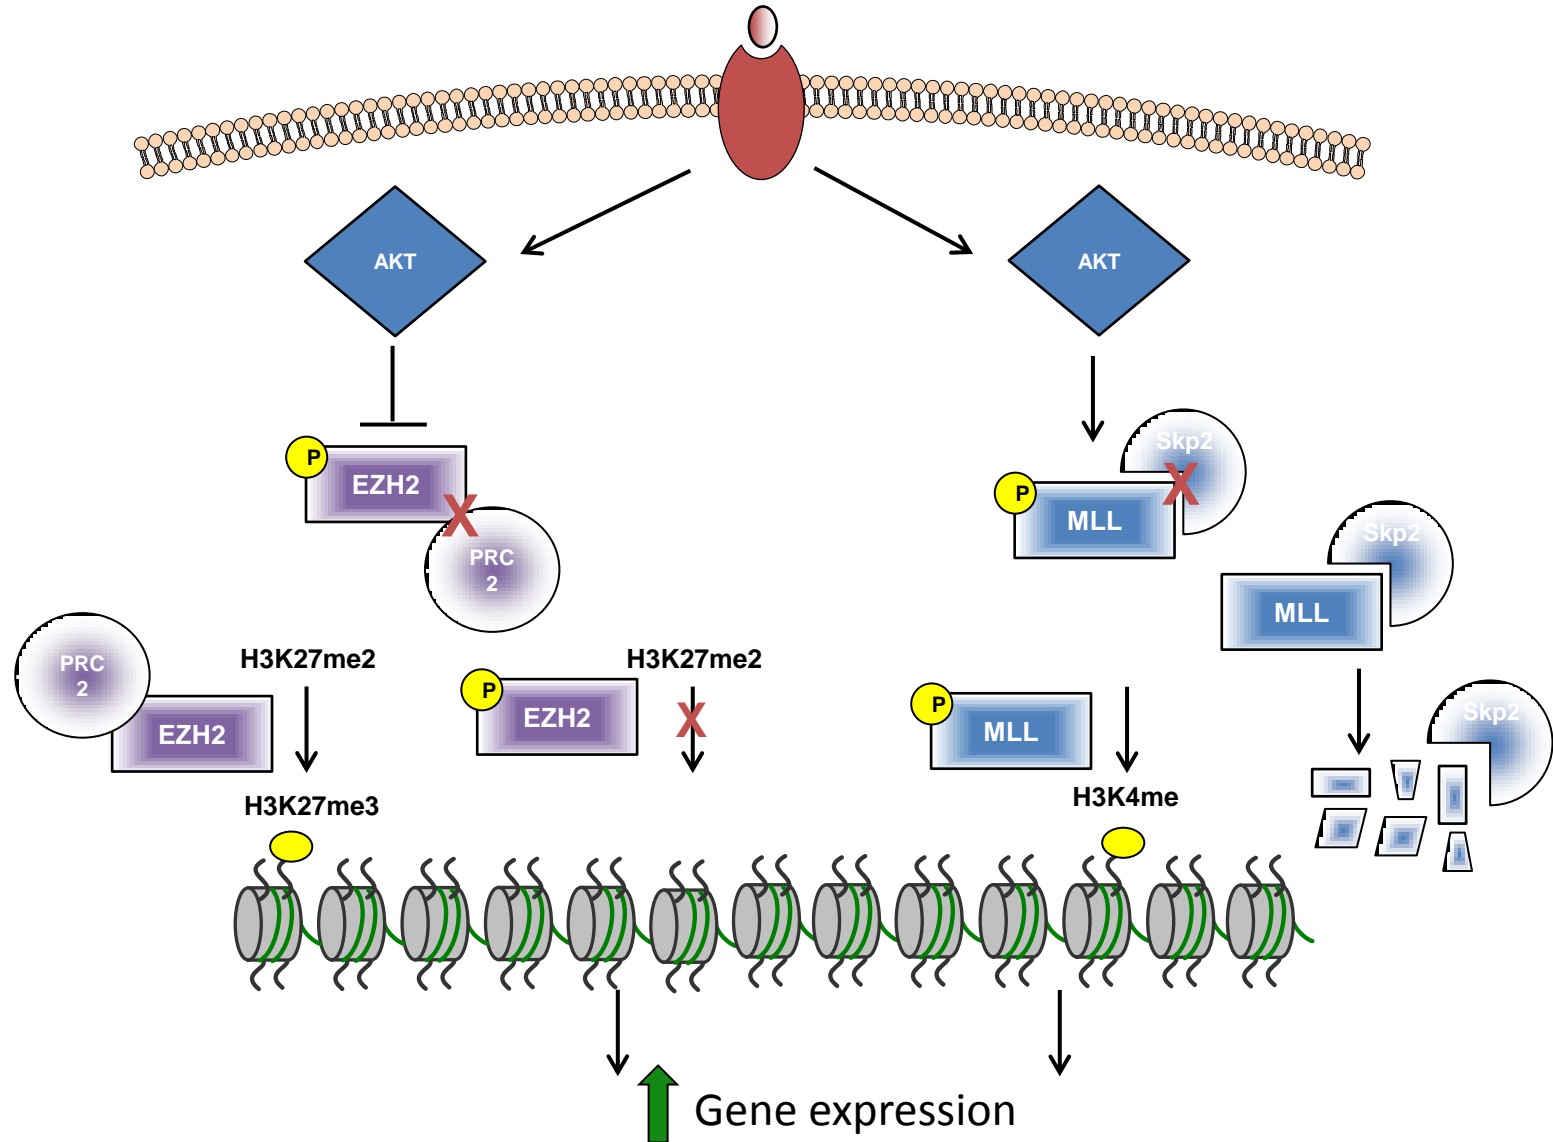 AKT
AKT
P
EZH2
X
PRC
2
Skp2
X
P
MLL
Skp2
MLL
PRC
2
EZH2
H3K27me2
H3K27me3
P
EZH2
H3K27me2
X
P
MLL
H3K4me
Skp2
Gene expression